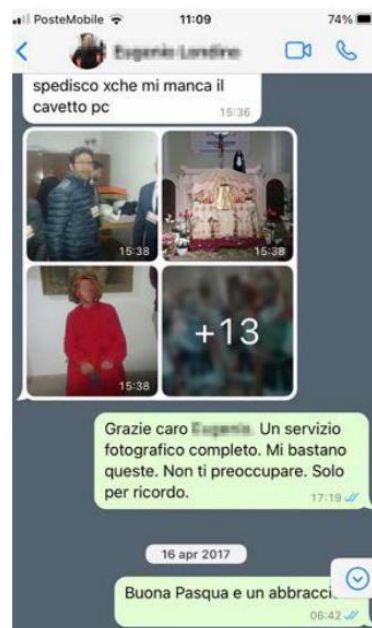 PosteMobile 11:09 74%
spedisco xche mi manca il
cavetto pc
15:36
15:38 15:38
15:38 +13
Grazie caro Un servizio
fotografico completo. Mi bastano
queste. Non ti preoccupare. Solo
per ricordo.
17:19
16 apr 2017
Buona Pasqua e un abbracci
06:42